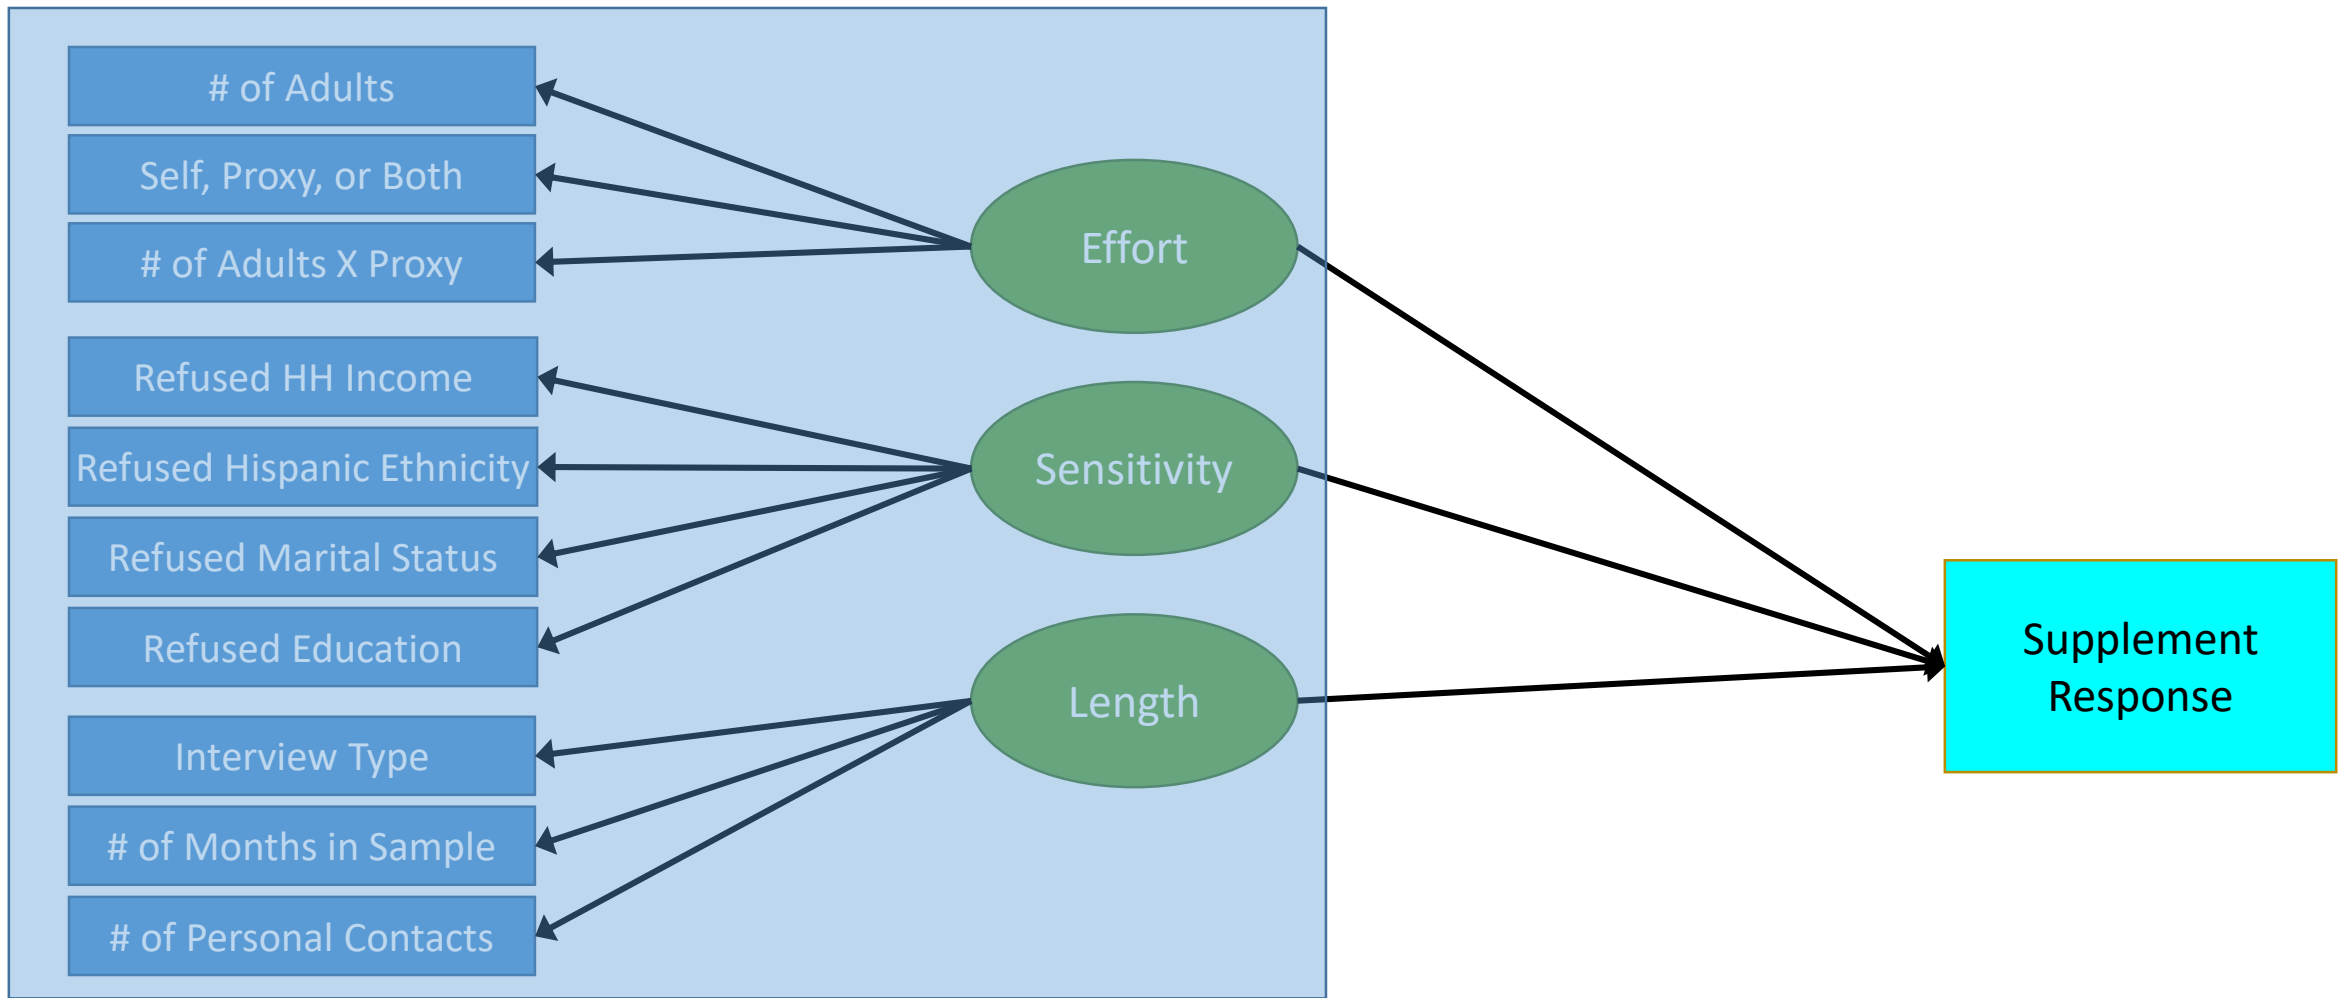 # of Adults
Self, Proxy, or Both
# of Adults X Proxy
Refused HH Income
Refused Hispanic Ethnicity
Refused Marital Status
Refused Education
Interview Type
# of Months in Sample
# of Personal Contacts
Effort
Sensitivity
Length
Supplement
Response